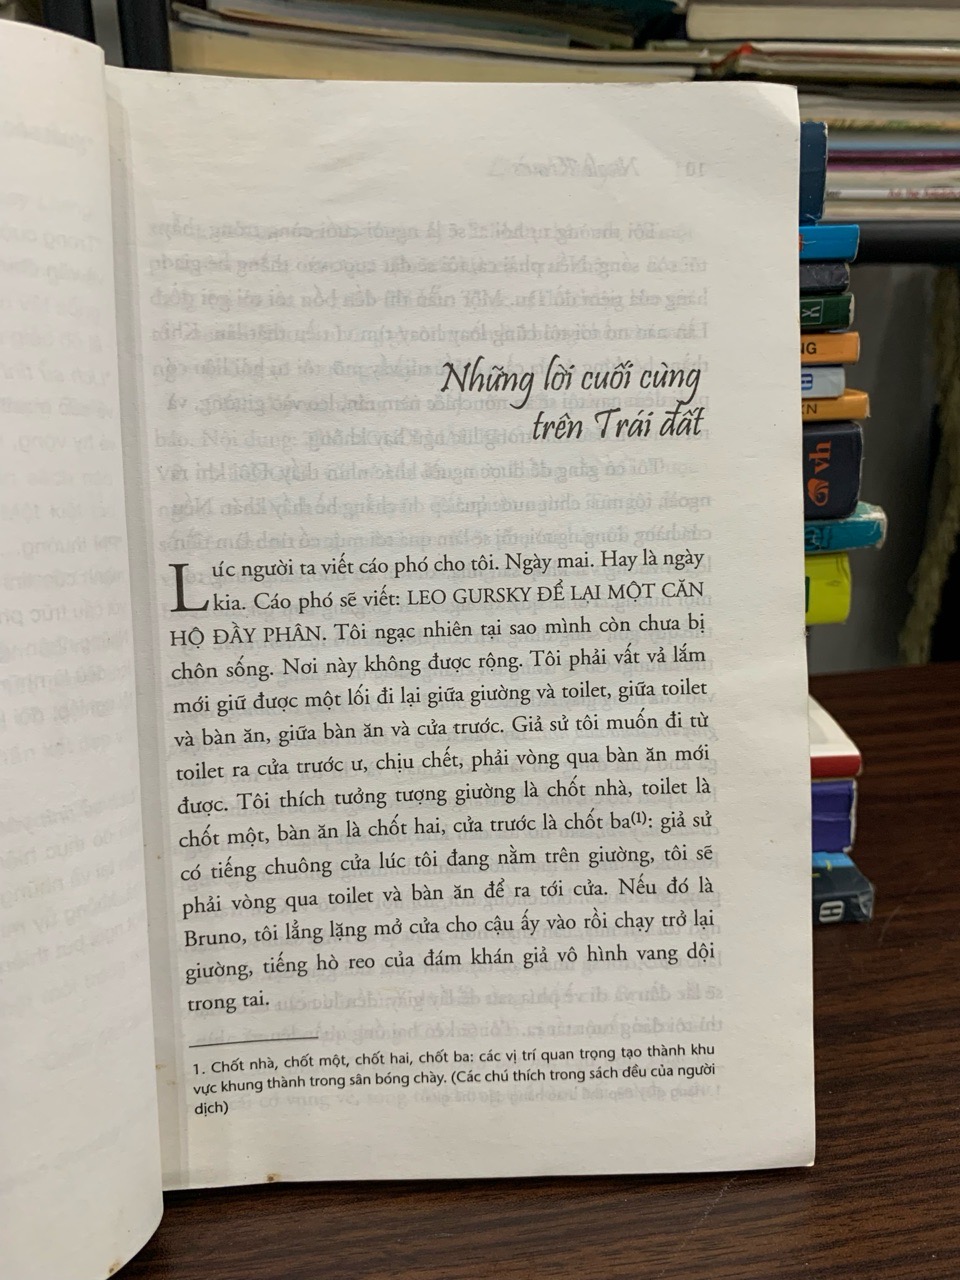 Những lời cuối cùng
trên Trái đất
Lúc người ta viết cáo phó cho tôi. Ngày mai. Hay là ngày
kia. Cáo phó sẽ viết: LEO GURSKY ĐỂ LẠI MỘT CĂN
HỘ ĐẦY PHÂN. Tôi ngạc nhiên tại sao mình còn chưa bị
chôn sống. Nơi này không được rộng. Tôi phải vất vả lắm
mới giữ được một lối đi lại giữa giường và toilet, giữa toilet
và bàn ăn, giữa bàn ăn và cửa trước. Giả sử tôi muốn đi từ
toilet ra cửa trước ư, chịu chết, phải vòng qua bàn ăn mới
được. Tôi thích tưởng tượng giường là chốt nhà, toilet là
chốt một, bàn ăn là chốt hai, cửa trước là chốt ba(1): giả sử
có tiếng chuông cửa lúc tôi đang nằm trên giường, tôi sẽ
phải vòng qua toilet và bàn ăn để ra tới cửa. Nếu đó là
Bruno, tôi lẳng lặng mở cửa cho cậu ấy vào rồi chạy trở lại
giường, tiếng hò reo của đám khán giả vô hình vang dội
trong tai.
1. Chốt nhà, chốt một, chốt hai, chốt ba: các vị trí quan trọng tạo thành khu
vực khung thành trong sân bóng chày. (Các chú thích trong sách dều của người
dịch)
vh